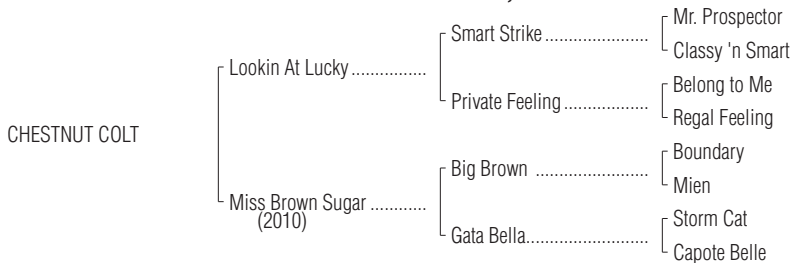 Mr. Prospector
Smart Strike ......................
Classy 'n Smart
Lookin At Lucky ................
Belong to Me
Private Feeling ..................
Regal Feeling
CHESTNUT COLT
Boundary
Big Brown ........................
Mien
Miss Brown Sugar ............
(2010)
Storm Cat
Gata Bella..........................
Capote Belle